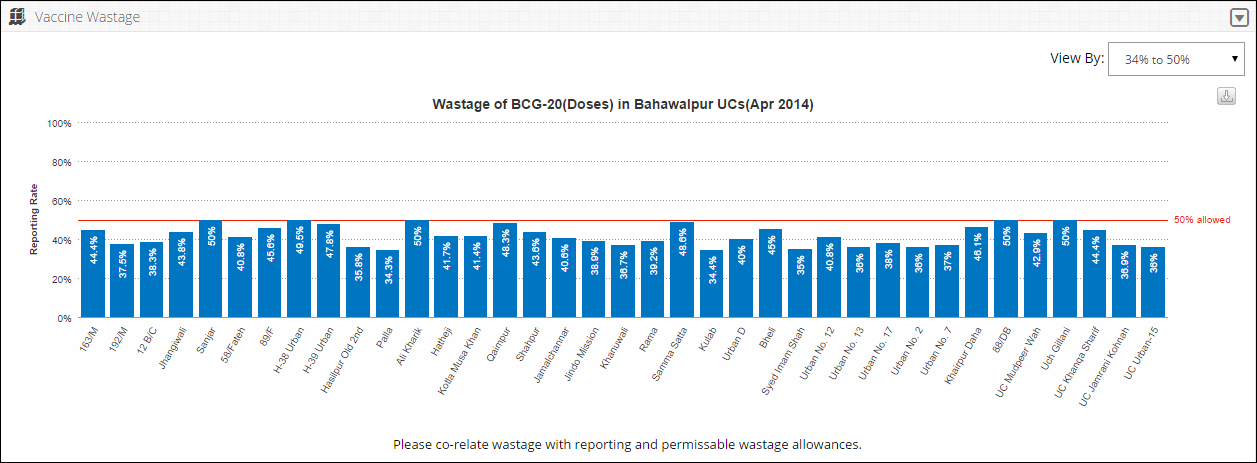 Vaccine Wastage
View By: 34% to 50%
Wastage of BCG-20(Doses) in Bahawalpur UCs(Apr 2014)
Reporting Rate
100%
80%
60%
40%
20%
0%
50% allowed
44.4%
37.5%
38.3%
43.8%
50%
40.8%
45.6%
49.5%
47.8%
35.8%
34.3%
50%
41.7%
41.4%
48.3%
43.6%
40.6%
38.9%
36.7%
39.2%
48.6%
34.4%
40%
45%
35%
40.8%
36%
38%
36%
37%
46.1%
50%
42.9%
50%
44.4%
36.9%
36%
163/M
192/M
12 B/C
Jhangiwali
Sanjar
58/Fateh
89/F
H-38 Urban
H-39 Urban
Hasilpur Old 2nd
Palla
Ali Kharik
Hatheji
Kotla Musa Khan
Qaimpur
Shahpur
Jamalchannar
Jindo Mission
Khanuwali
Rama
Samma Satta
Kulab
Urban D
Bheli
Syed Imam Shah
Urban No. 12
Urban No. 13
Urban No. 17
Urban No. 2
Urban No. 7
Khairpur Daha
88/DB
UC Mudpeer Wah
Uch Gillani
UC Khanqa Sharif
UC Jamrani Kohnah
UC Urban-15
Please co-relate wastage with reporting and permissable wastage allowances.